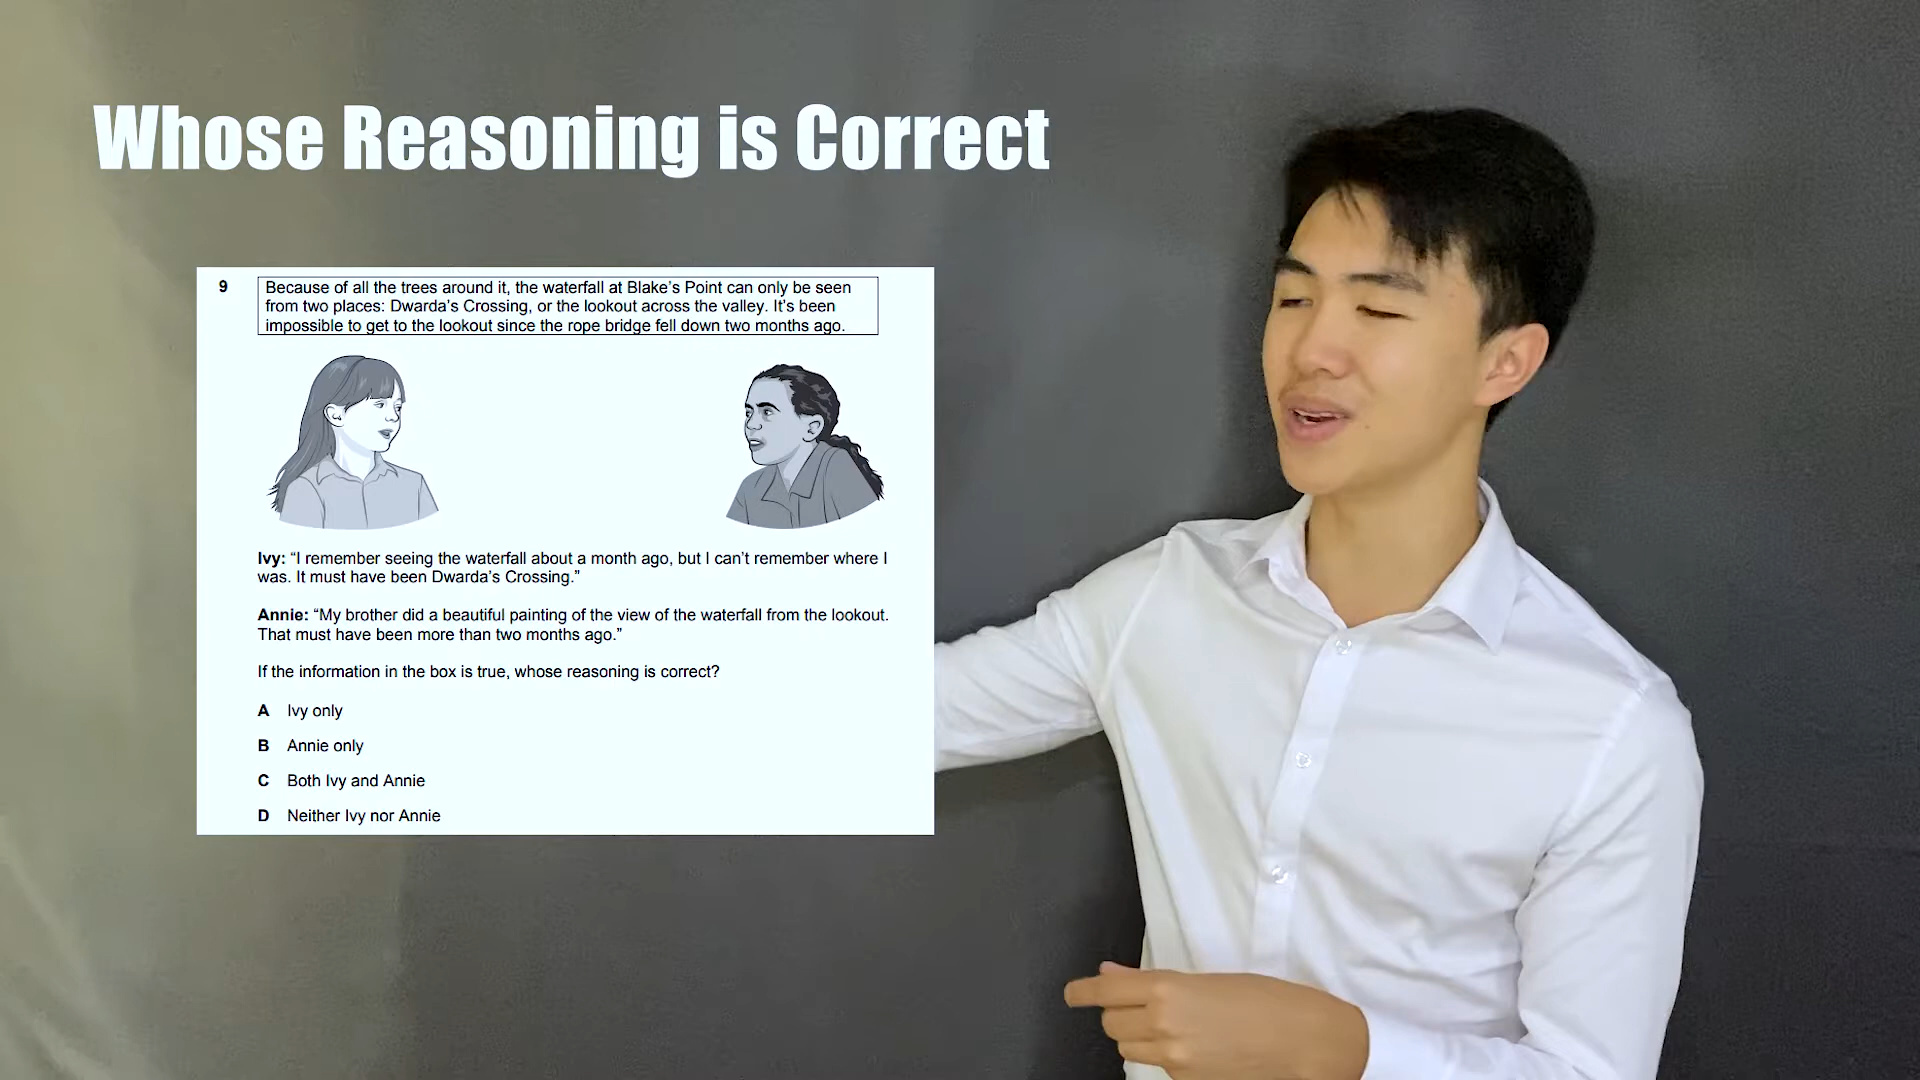 Whose Reasoning is Correct
9 Because of all the trees around it, the waterfall at Blake's Point can only be seen
from two places: Dwarda's Crossing, or the lookout across the valley. It's been
impossible to get to the lookout since the rope bridge fell down two months ago.
Ivy: “I remember seeing the waterfall about a month ago, but I can't remember where I
was. It must have been Dwarda's Crossing.”
Annie: “My brother did a beautiful painting of the view of the waterfall from the lookout.
That must have been more than two months ago.”
If the information in the box is true, whose reasoning is correct?
A Ivy only
B Annie only
C Both Ivy and Annie
D Neither Ivy nor Annie